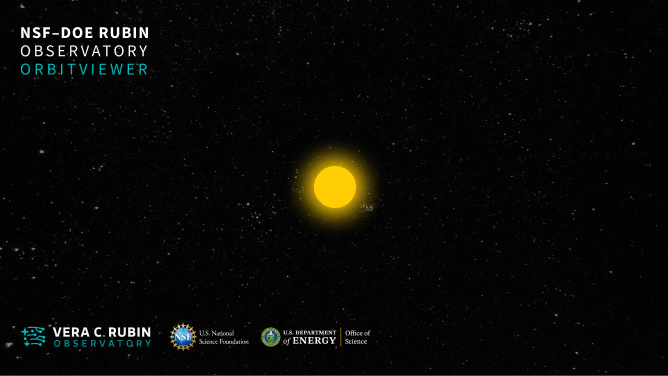 NSF–DOE RUBIN
OBSERVATORY
ORBITVIEWER
VERA C. RUBIN
OBSERVATORY
NSF
U.S. National
Science Foundation
U.S. DEPARTMENT
of ENERGY
Office of
Science